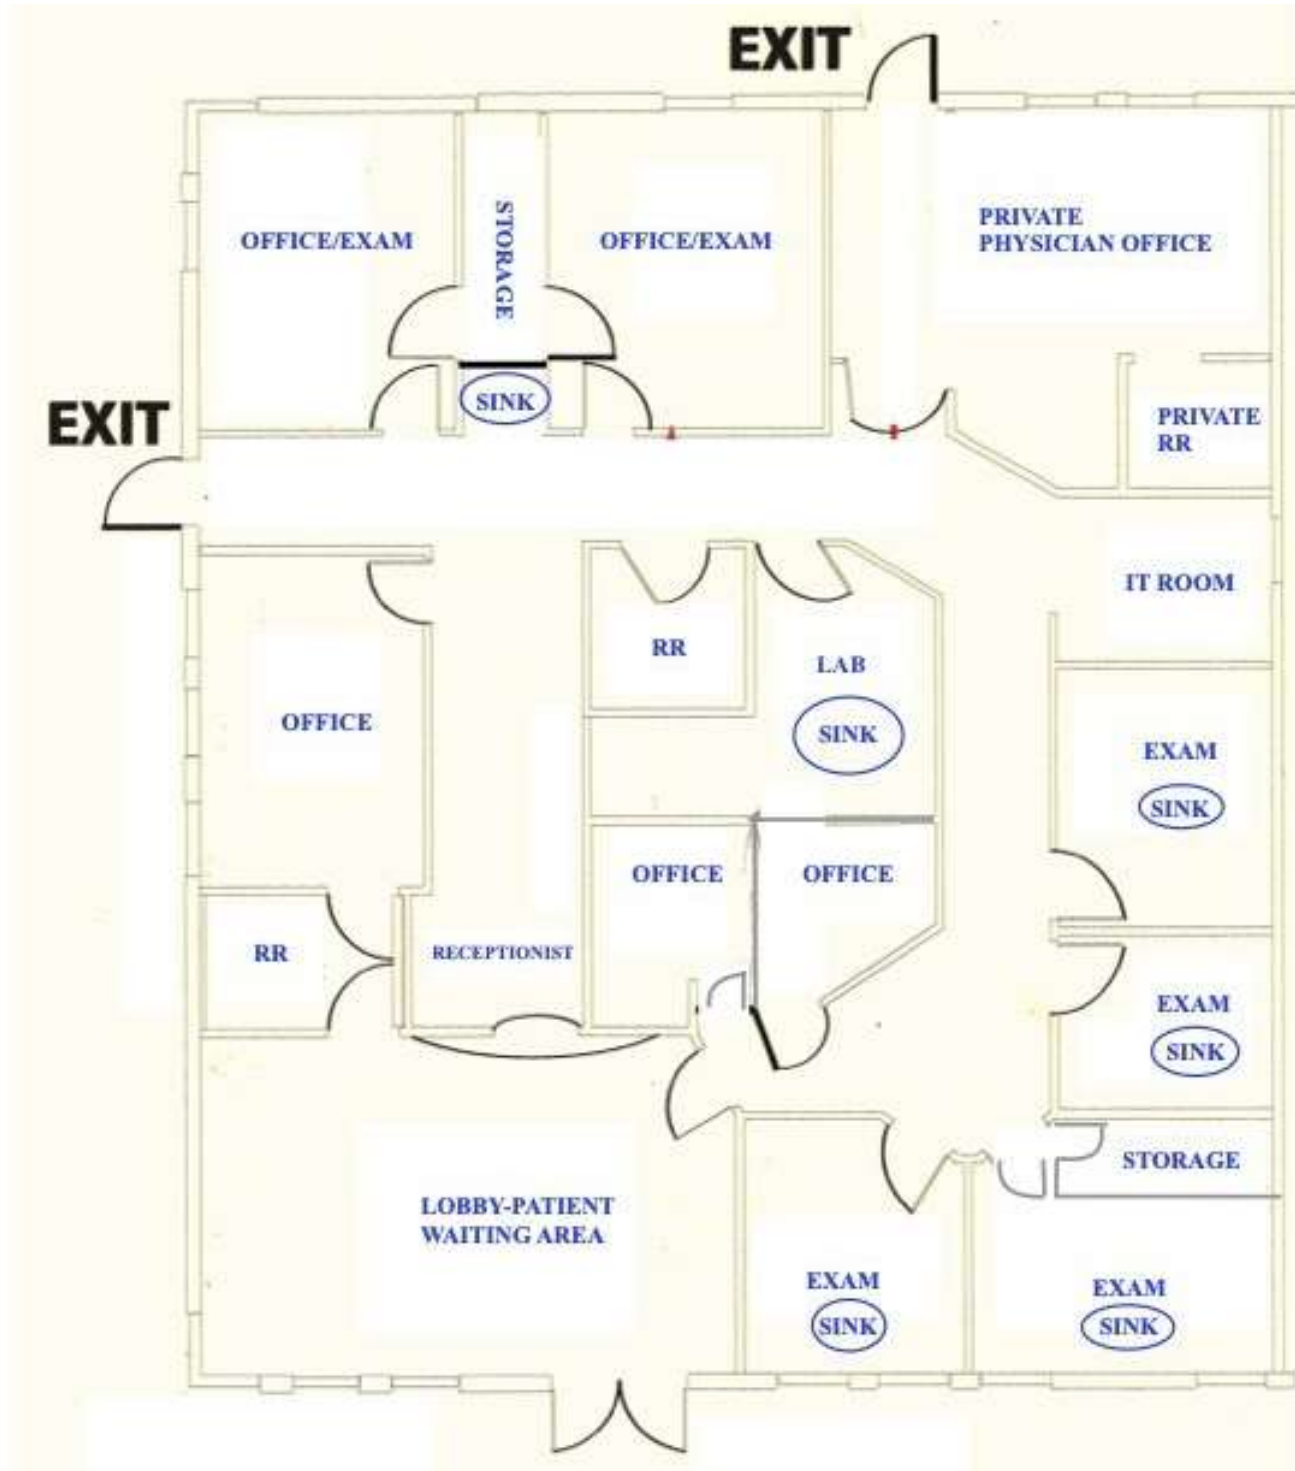 EXIT
STORAGE
OFFICE/EXAM
OFFICE/EXAM
PRIVATE
PHYSICIAN OFFICE
SINK
EXIT
PRIVATE
RR
IT ROOM
RR
LAB
SINK
OFFICE
EXAM
SINK
OFFICE
OFFICE
RR
RECEPTIONIST
EXAM
SINK
STORAGE
LOBBY-PATIENT
WAITING AREA
EXAM
SINK
EXAM
SINK